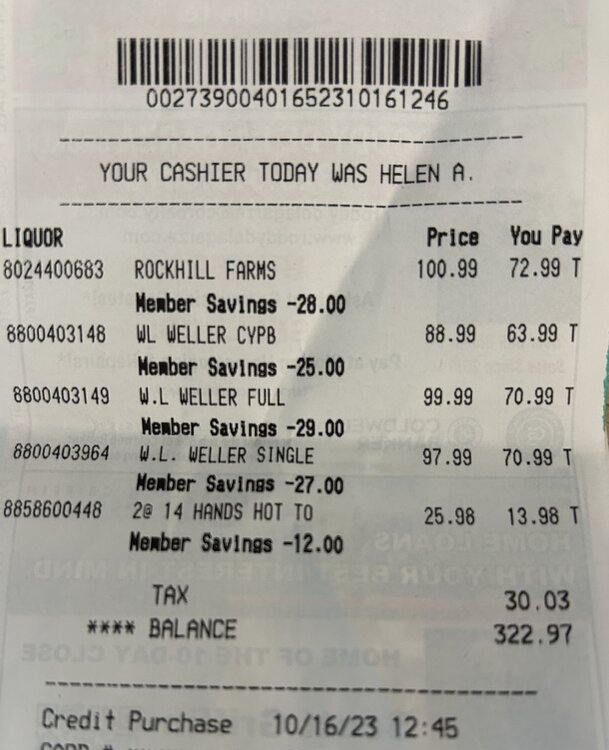 00273900401652310161246
YOUR CASHIER TODAY WAS HELEN A.
LIQUOR Price You Pay
8024400683 ROCKHILL FARMS 100.99 72.99 T
Member Savings -28.00
8800403148 WL WELLER CYPB 88.99 63.99 T
Member Savings -25.00
8800403149 W.L WELLER FULL 99.99 70.99 T
Member Savings -29.00
8800403964 W.L. WELLER SINGLE 97.99 70.99 T
Member Savings -27.00
8858600448 2@ 14 HANDS HOT TO 25.98 13.98 T
Member Savings -12.00
TAX 30.03
**** BALANCE 322.97
Credit Purchase 10/16/23 12:45
CARD #